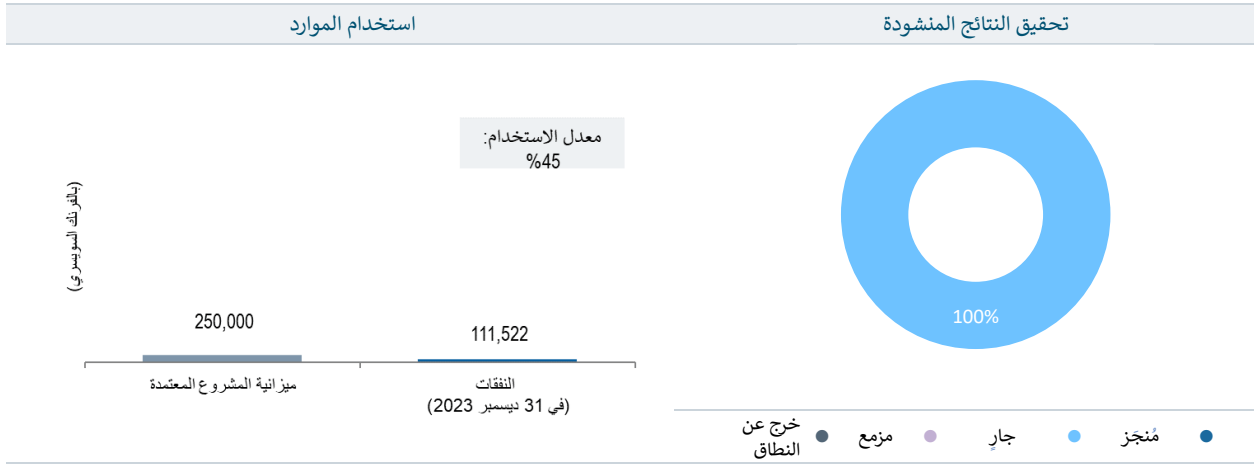 تحقيق النتائج المنشودة
100%
مُنجَز
جارٍ
مزمع
خرج عن
النطاق
استخدام الموارد
معدل الاستخدام:
%45
(بالفرنك السويسري)
250,000
111,522
ميزانية المشروع المعتمدة
النفقات
(في 31 ديسمبر 2023)